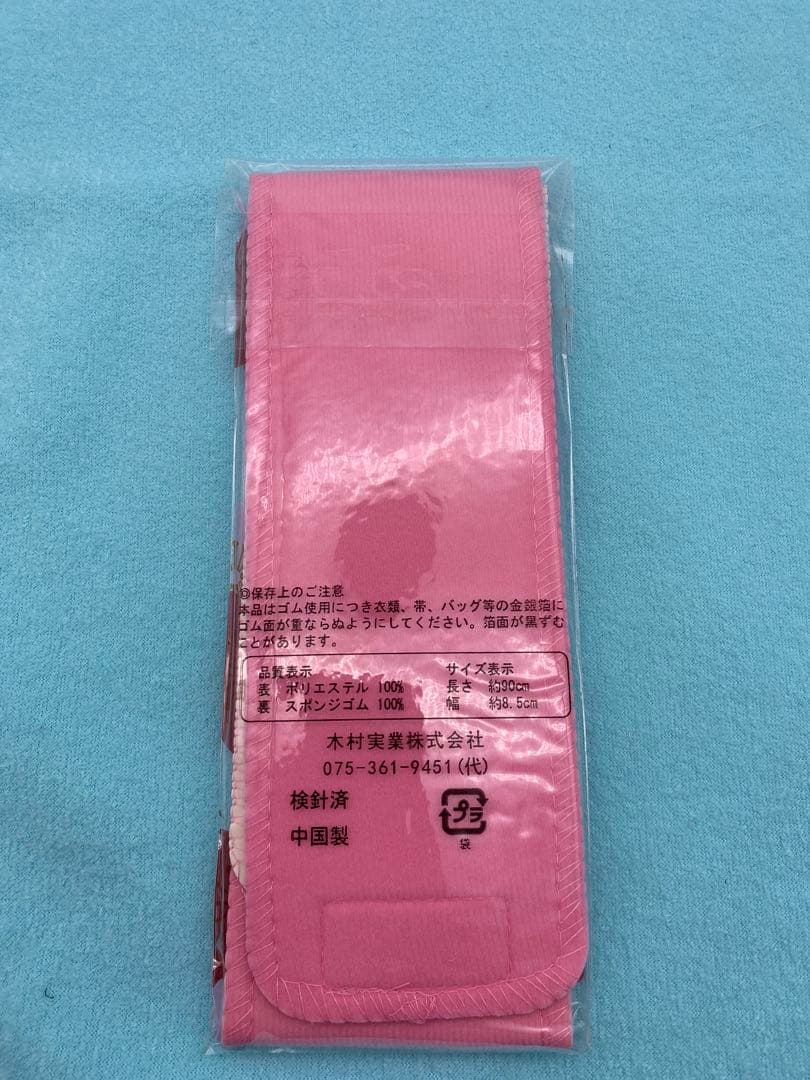 ◎保存上のご注意
本品はゴム使用につき衣類、帯、バッグ等の金銀箔に
ゴム面が重ならぬようにしてください。箔面が黒ずむ
ことがあります。
品質表示 サイズ表示
表 ポリエステル 100% 長さ 約90cm
裏 スポンジゴム 100% 幅 約8.5cm
木村実業株式会社
075-361-9451(代)
検針済
プラ
中国製
袋